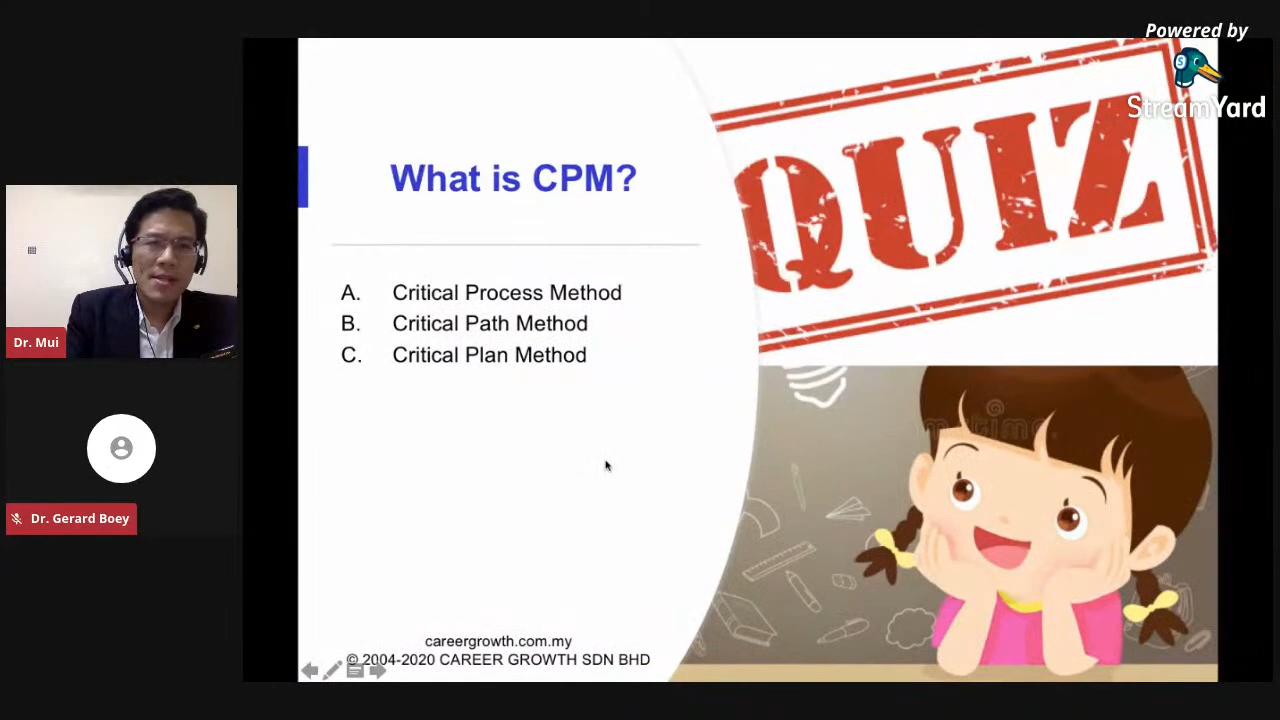 Powered by
StreamYard
QUIZ
What is CPM?
A. Critical Process Method
B. Critical Path Method
C. Critical Plan Method
Dr. Mui
Dr. Gerard Boey
careergrowth.com.my
© 2004-2020 CAREER GROWTH SDN BHD